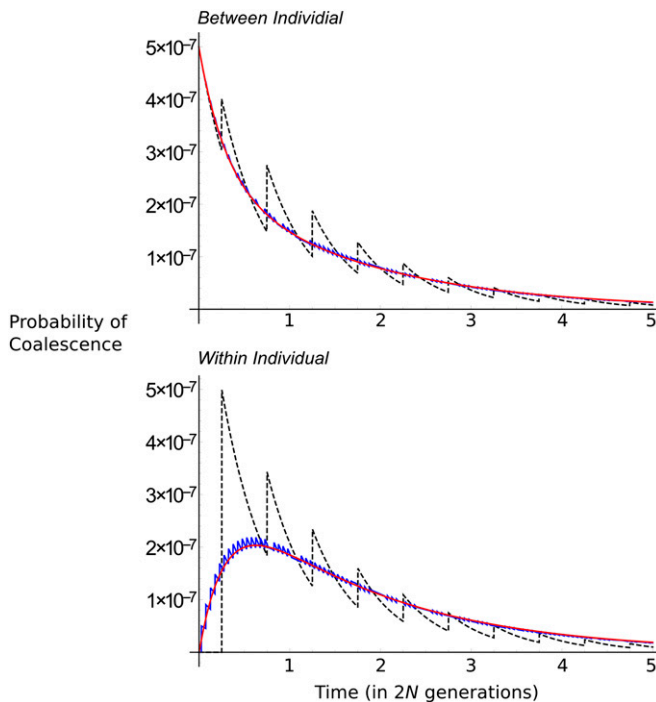 Between Individial
5×10⁻⁷
4×10⁻⁷
3×10⁻⁷
2×10⁻⁷
1×10⁻⁷
1 2 3 4 5
Probability of
Coalescence
Within Individual
5×10⁻⁷
4×10⁻⁷
3×10⁻⁷
2×10⁻⁷
1×10⁻⁷
1 2 3 4 5
Time (in 2N generations)